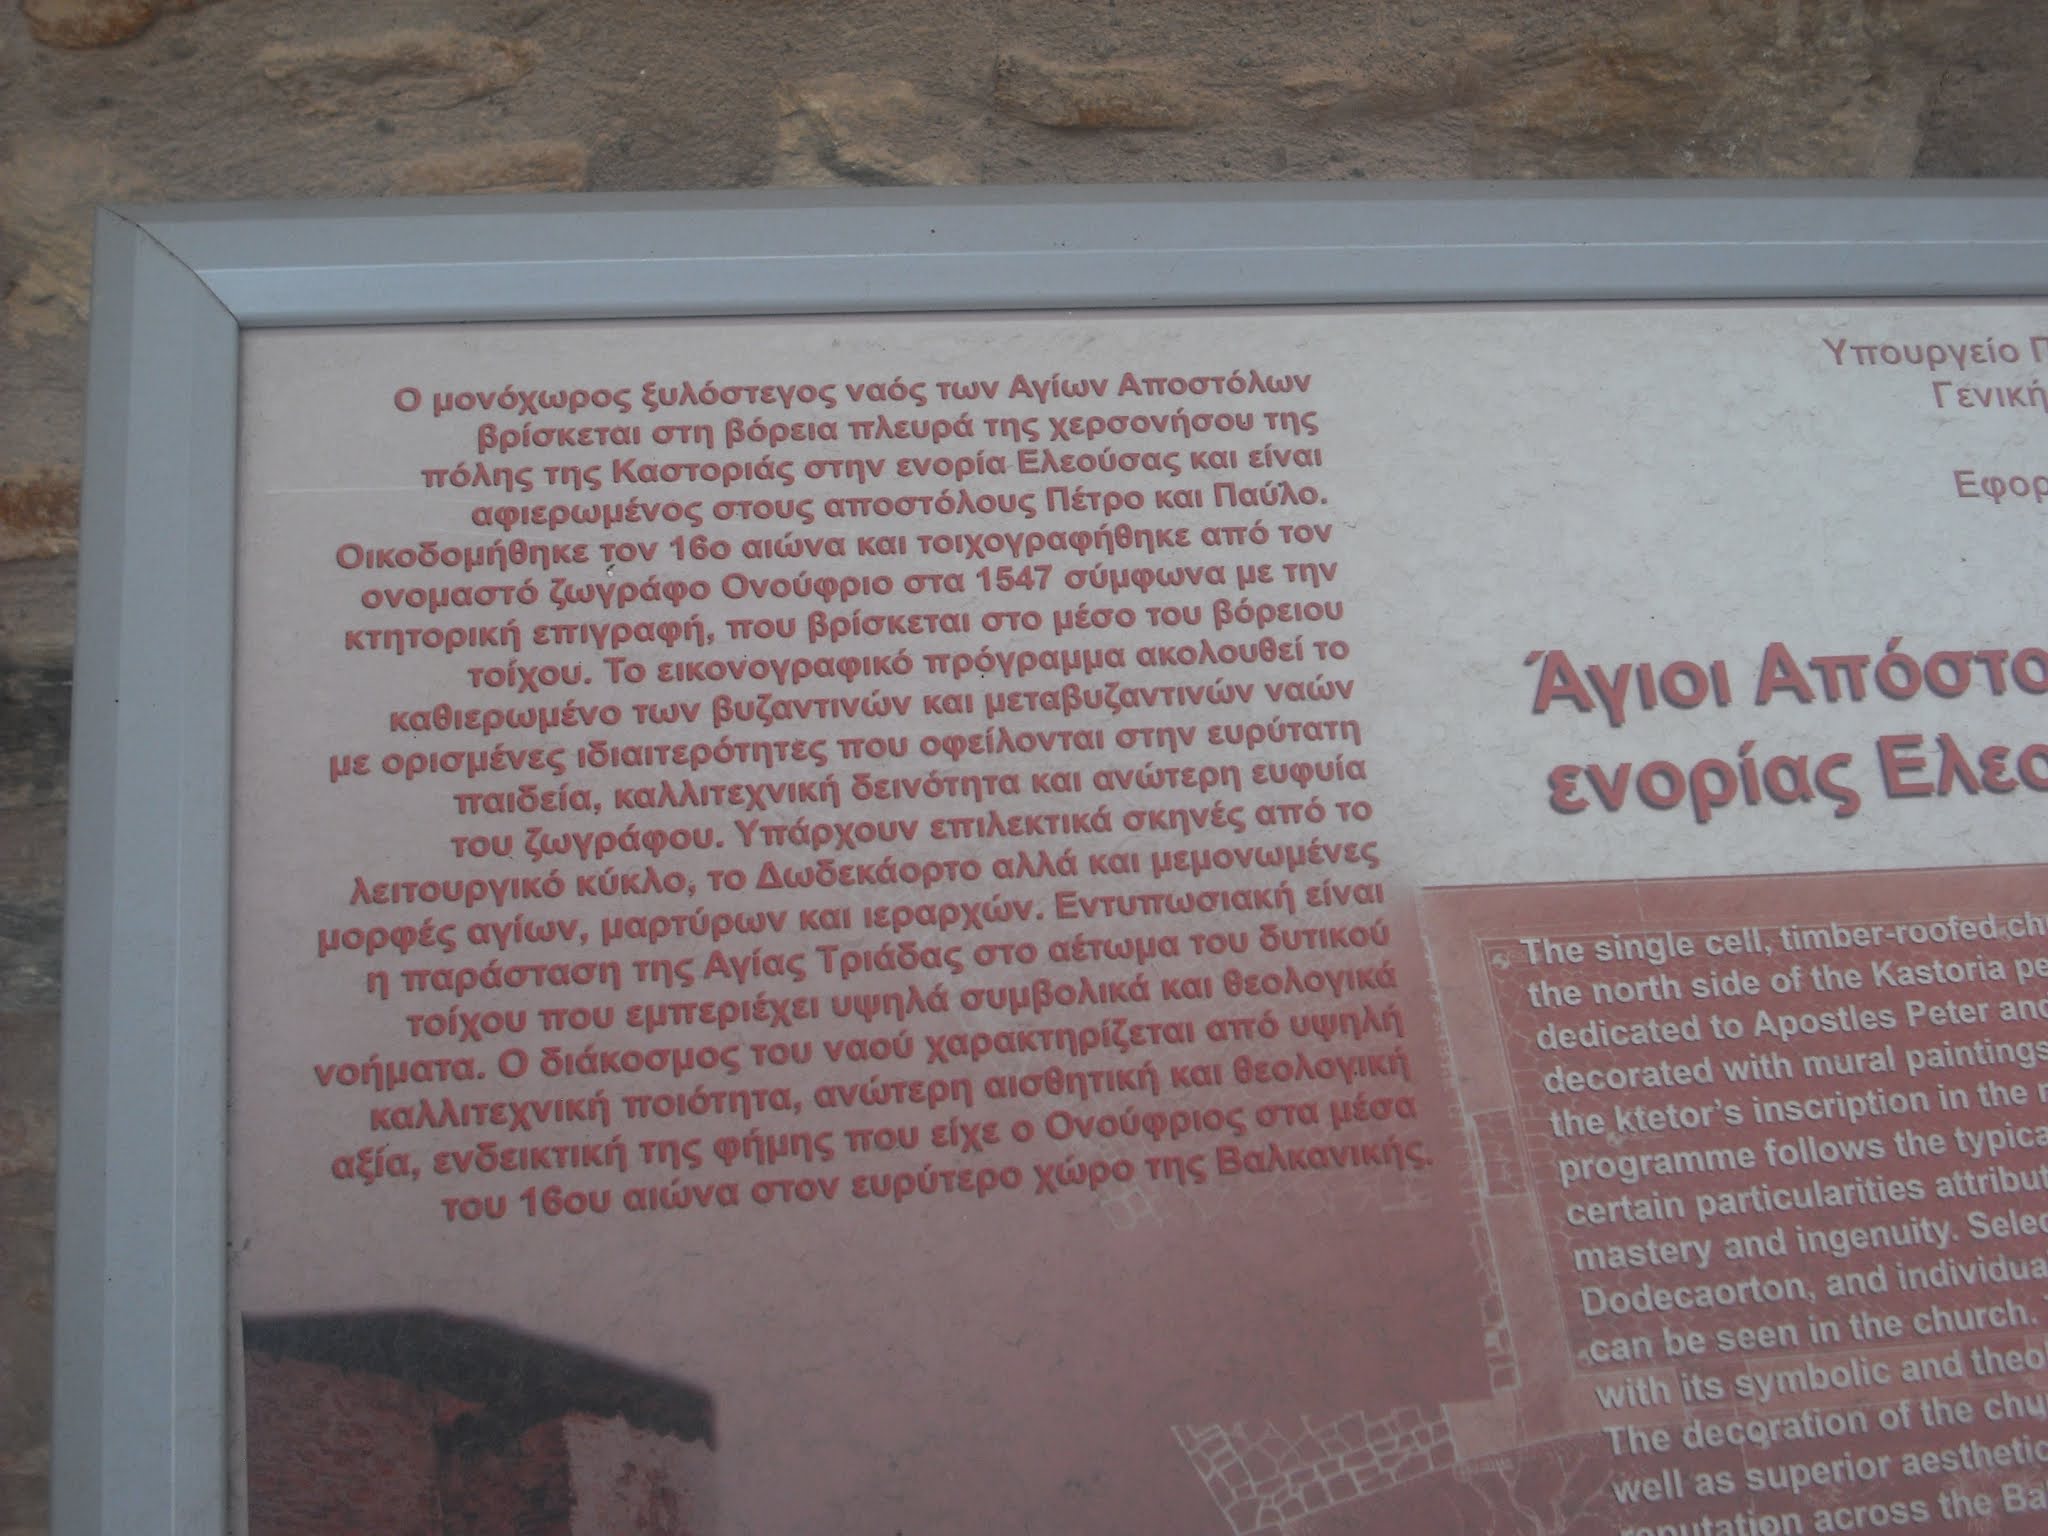 Ο μονόχωρος ξυλόστεγος ναός των Αγίων Αποστόλων
βρίσκεται στη βόρεια πλευρά της χερσονήσου της
πόλης της Καστοριάς στην ενορία Ελεούσας και είναι
αφιερωμένος στους αποστόλους Πέτρο και Παύλο.
Οικοδομήθηκε τον 16ο αιώνα και τοιχογραφήθηκε από τον
ονομαστό ζωγράφο Ονούφριο στα 1547 σύμφωνα με την
κτητορική επιγραφή, που βρίσκεται στο μέσο του βόρειου
τοίχου. Το εικονογραφικό πρόγραμμα ακολουθεί το
καθιερωμένο των βυζαντινών και μεταβυζαντινών ναών
με ορισμένες ιδιαιτερότητες που οφείλονται στην ευρύτατη
παιδεία, καλλιτεχνική δεινότητα και ανώτερη ευφυία
του ζωγράφου. Υπάρχουν επιλεκτικά σκηνές από το
λειτουργικό κύκλο, το Δωδεκάορτο αλλά και μεμονωμένες
μορφές αγίων, μαρτύρων και ιεραρχών. Εντυπωσιακή είναι
η παράσταση της Αγίας Τριάδας στο αέτωμα του δυτικού
τοίχου που εμπεριέχει υψηλά συμβολικά και θεολογικά
νοήματα. Ο διάκοσμος του ναού χαρακτηρίζεται από υψηλή
καλλιτεχνική ποιότητα, ανώτερη αισθητική και θεολογική
αξία, ενδεικτική της φήμης που είχε ο Ονούφριος στα μέσα
του 16ου αιώνα στον ευρύτερο χώρο της Βαλκανικής.
Υπουργείο Π
Γενική
Εφορ
Άγιοι Απόστο
ενορίας Ελεο
The single cell, timber-roofed chu
the north side of the Kastoria pe
dedicated to Apostles Peter and
decorated with mural paintings
the ktetor's inscription in the
programme follows the typica
certain particularities attribut
mastery and ingenuity. Selec
Dodecaorton, and individua
can be seen in the church.
with its symbolic and theol
The decoration of the chu
well as superior aesthetic
reputation across the Ba